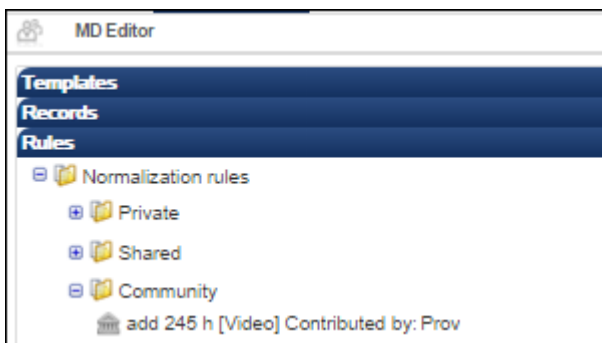 MD Editor
Templates
Records
Rules
Normalization rules
Private
Shared
Community
add 245 h [Video] Contributed by: Prov